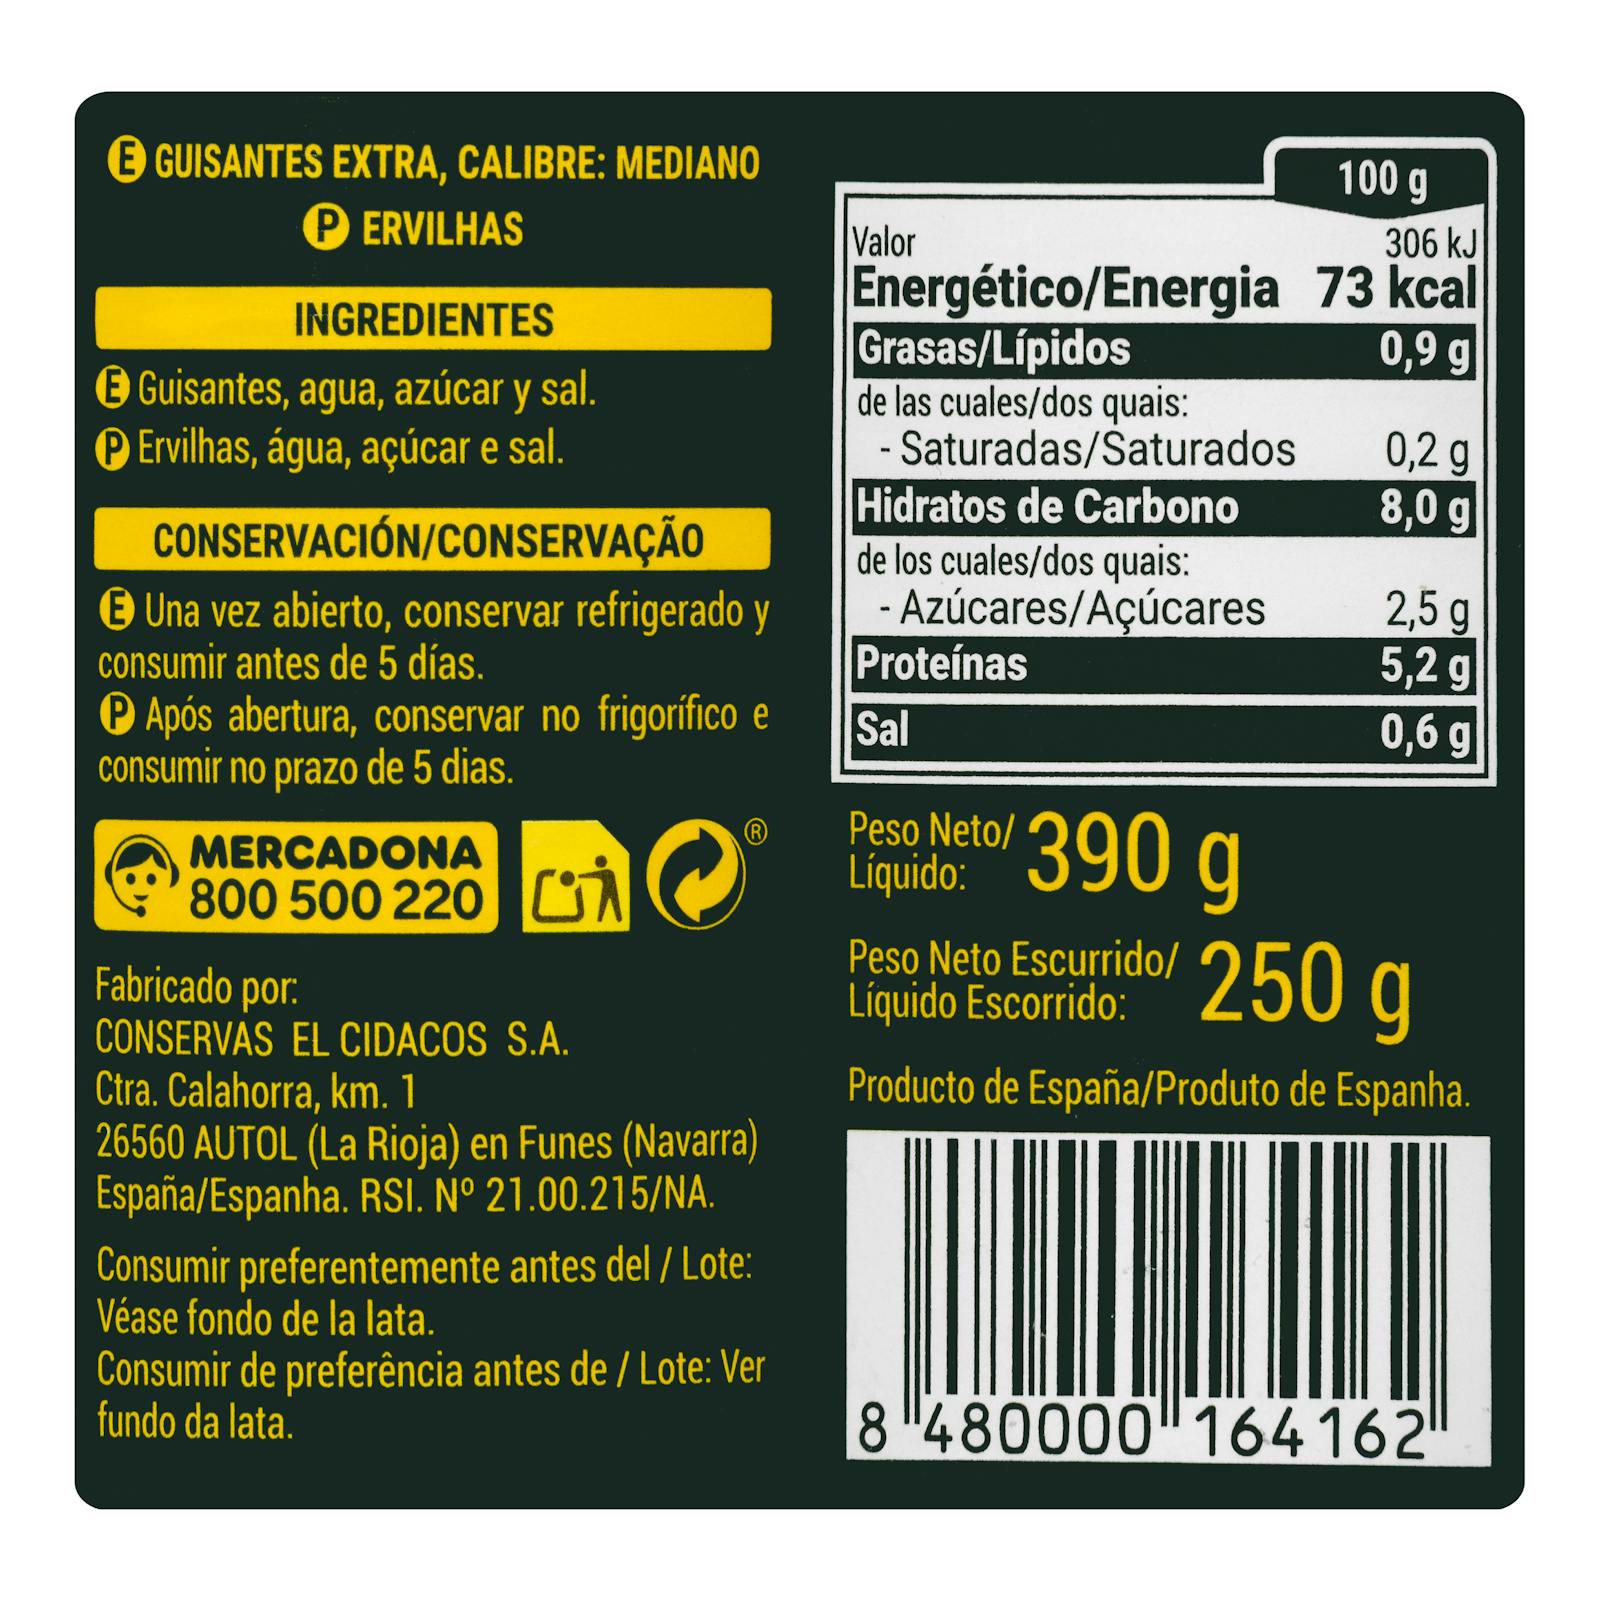 E GUISANTES EXTRA, CALIBRE: MEDIANO
P ERVILHAS
INGREDIENTES
E Guisantes, agua, azúcar y sal.
P Ervilhas, água, açúcar e sal.
CONSERVACIÓN/CONSERVAÇÃO
E Una vez abierto, conservar refrigerado y
consumir antes de 5 días.
P Após abertura, conservar no frigorífico e
consumir no prazo de 5 dias.
MERCADONA
800 500 220
®
Fabricado por:
CONSERVAS EL CIDACOS S.A.
Ctra. Calahorra, km. 1
26560 AUTOL (La Rioja) en Funes (Navarra)
España/Espanha. RSI. Nº 21.00.215/NA.
Consumir preferentemente antes del / Lote:
Véase fondo de la lata.
Consumir de preferência antes de / Lote: Ver
fundo da lata.
100 g
Valor 306 kJ
Energético/Energia 73 kcal
Grasas/Lípidos 0,9 g
de las cuales/dos quais:
- Saturadas/Saturados 0,2 g
Hidratos de Carbono 8,0 g
de los cuales/dos quais:
- Azúcares/Açúcares 2,5 g
Proteínas 5,2 g
Sal 0,6 g
Peso Neto/
Líquido: 390 g
Peso Neto Escurrido/
Líquido Escorrido: 250 g
Producto de España/Produto de Espanha.
8 480000 164162